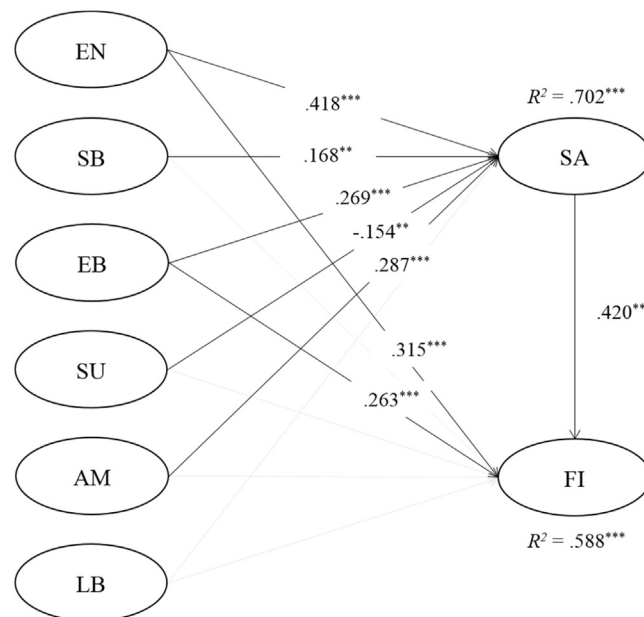 EN
R² = .702***
.418***
SB
.168**
SA
.269***
-.154**
EB
.287***
.420**
SU
.315***
.263***
AM
FI
R² = .588***
LB